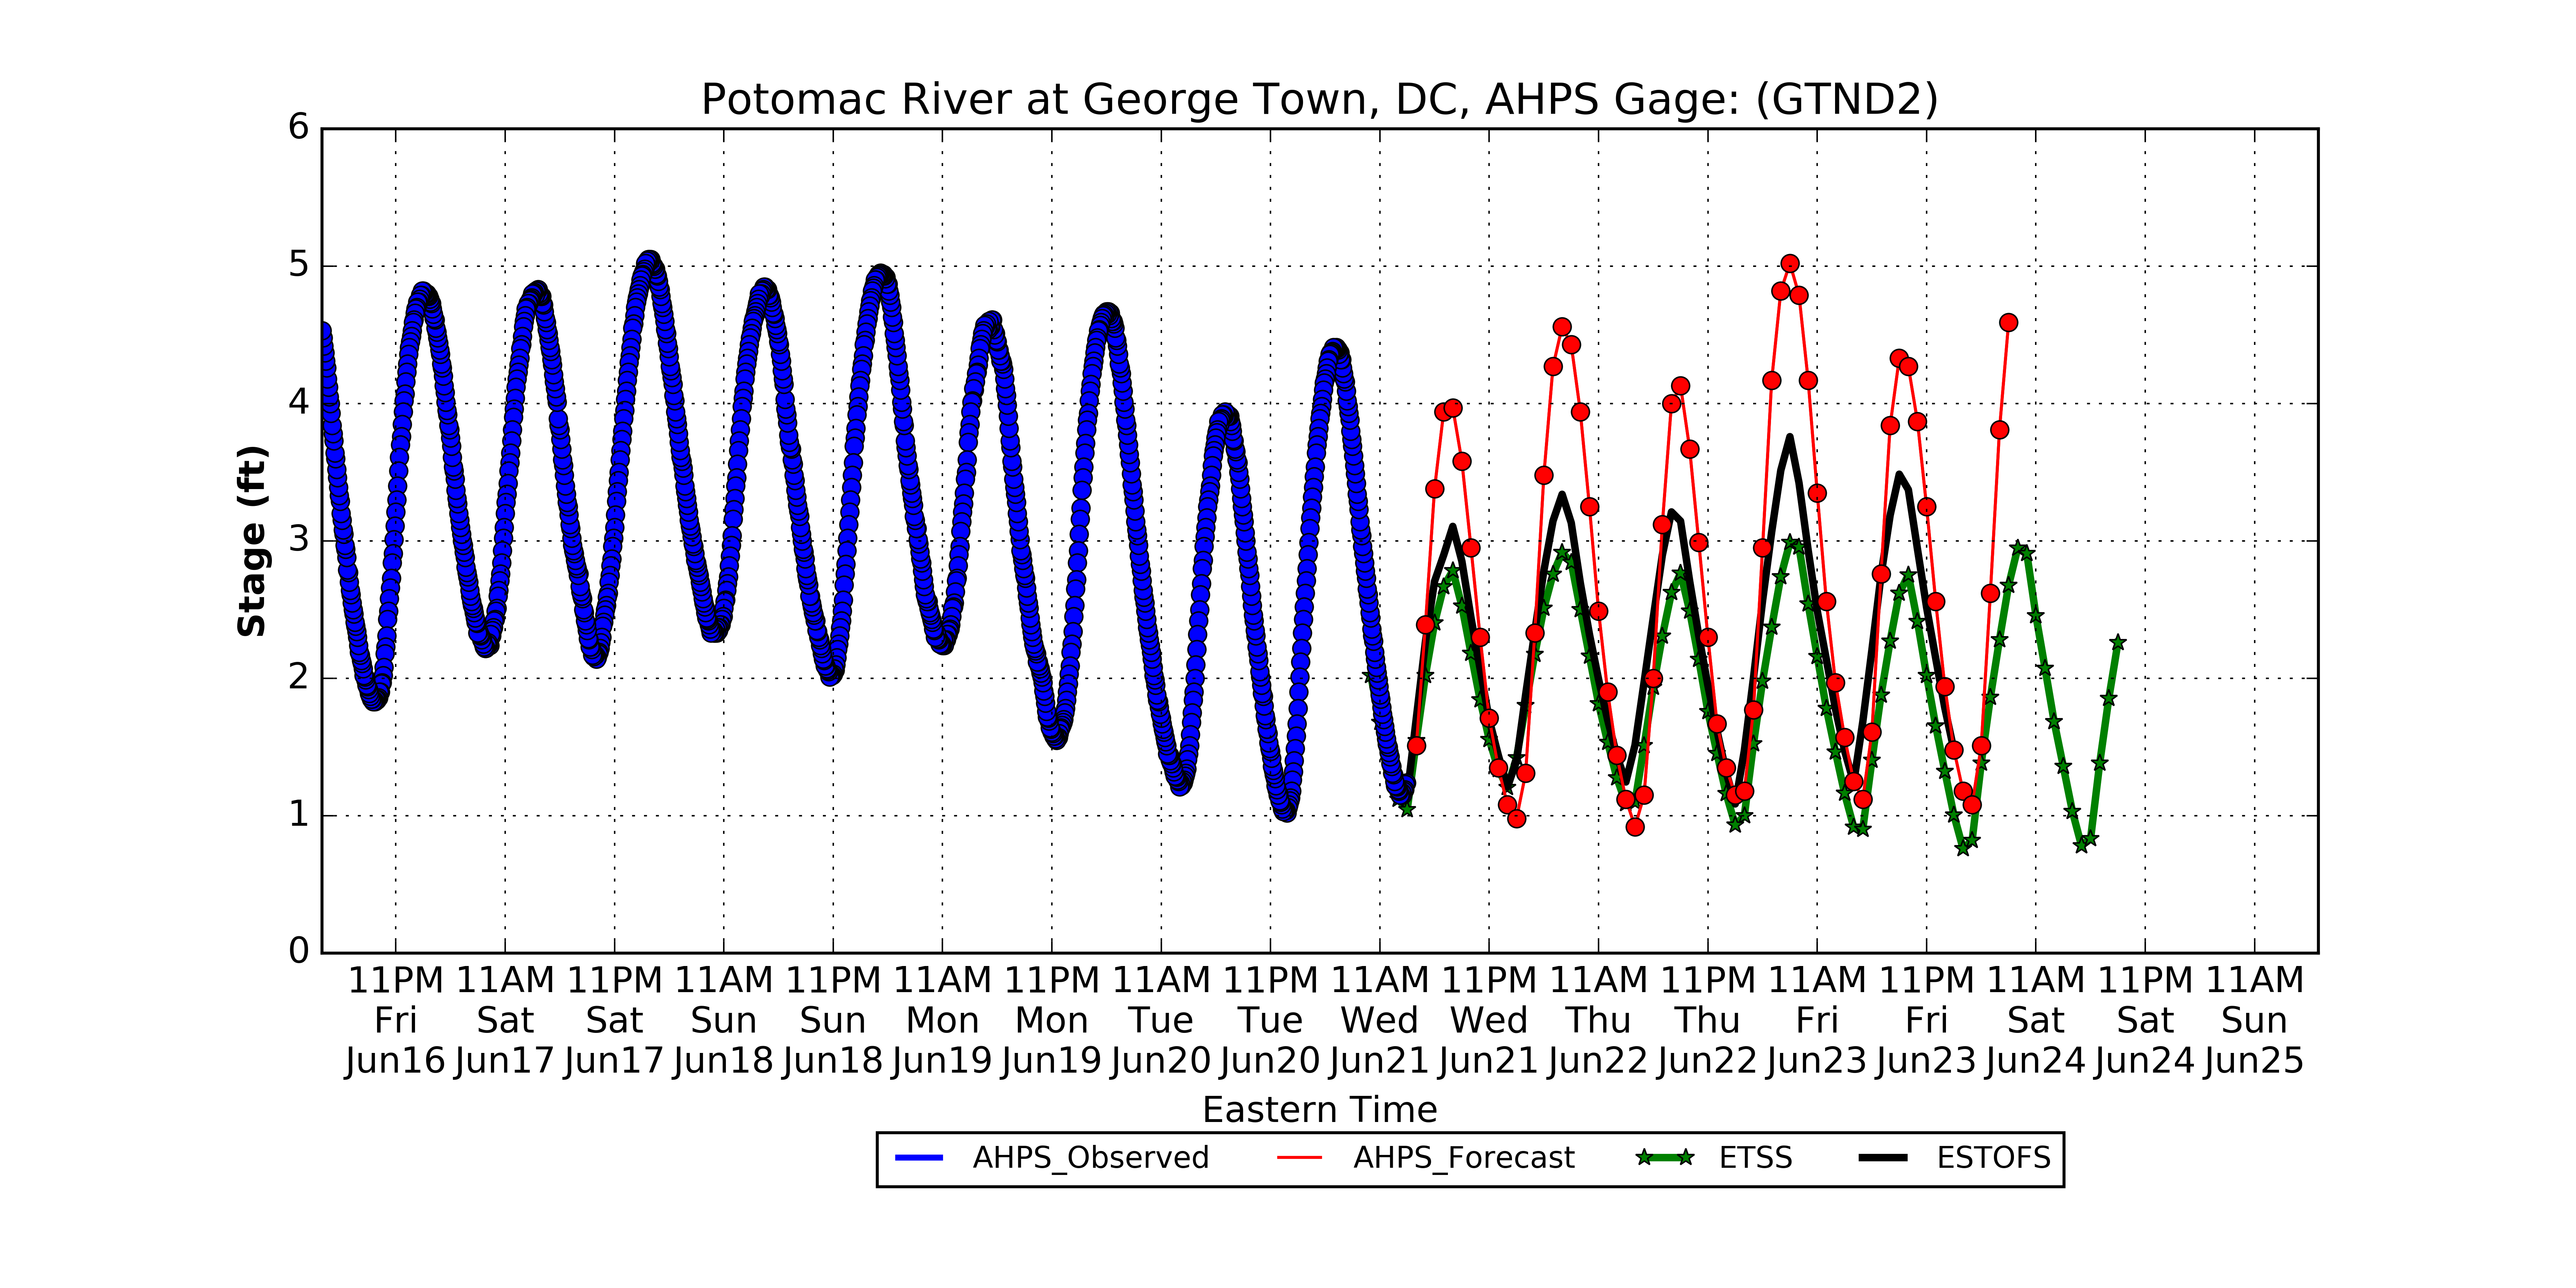 Potomac River at George Town, DC, AHPS Gage: (GTND2)
6
5
4
3
2
1
0
Stage (ft)
11PM 11AM 11PM 11AM 11PM 11AM 11PM 11AM 11PM 11AM 11PM 11AM 11PM 11AM 11PM 11AM 11PM 11AM
Fri Sat Sat Sun Sun Mon Mon Tue Tue Wed Wed Thu Thu Fri Fri Sat Sat Sun
Jun16 Jun17 Jun17 Jun18 Jun18 Jun19 Jun19 Jun20 Jun20 Jun21 Jun21 Jun22 Jun22 Jun23 Jun23 Jun24 Jun24 Jun25
Eastern Time
AHPS_Observed AHPS_Forecast ETSS ESTOFS